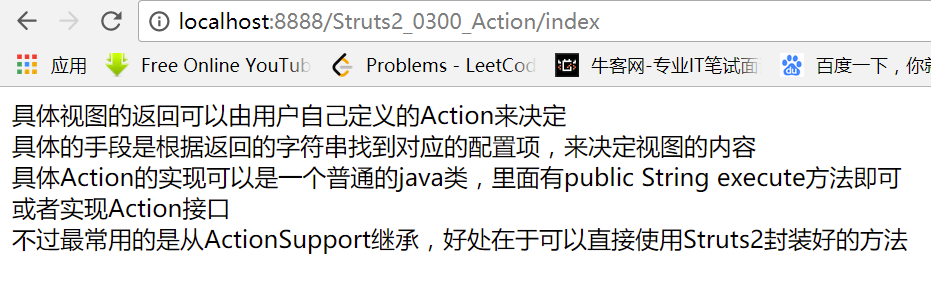 localhost:8888/Struts2_0300_Action/index
应用 Free Online YouTub Problems - LeetCod 牛客网-专业IT笔试面 百度一下，你就
具体视图的返回可以由用户自己定义的Action来决定
具体的手段是根据返回的字符串找到对应的配置项，来决定视图的内容
具体Action的实现可以是一个普通的java类，里面有public String execute方法即可
或者实现Action接口
不过最常用的是从ActionSupport继承，好处在于可以直接使用Struts2封装好的方法